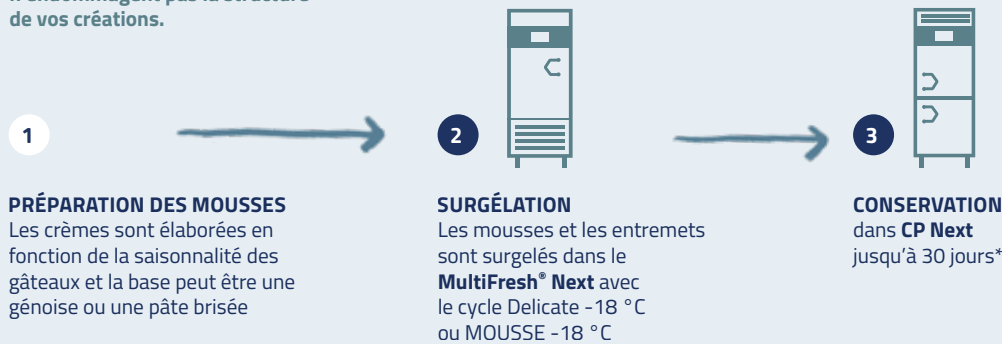 de vos créations.
1
2
3
PRÉPARATION DES MOUSSES
Les crèmes sont élaborées en
fonction de la saisonnalité des
gâteaux et la base peut être une
génoise ou une pâte brisée
SURGÉLATION
Les mousses et les entremets
sont surgelés dans le
MultiFresh® Next avec
le cycle Delicate -18 °C
ou MOUSSE -18 °C
CONSERVATION
dans CP Next
jusqu’à 30 jours*